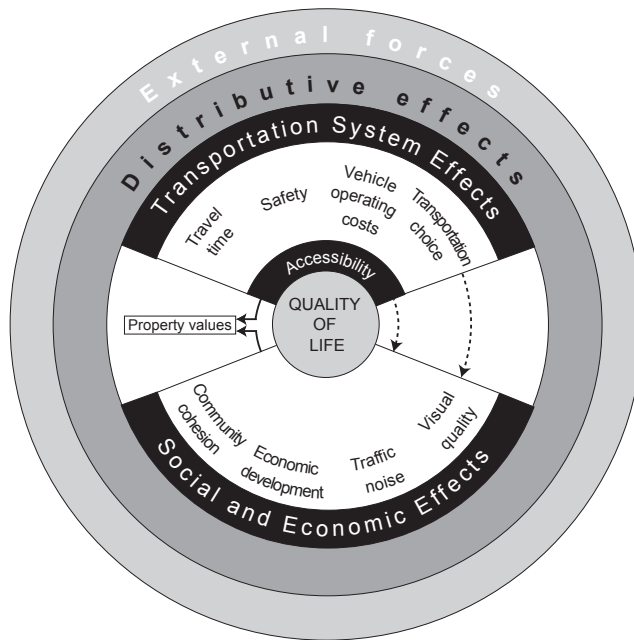 External forces
Distributive effects
Transportation System Effects
Travel
time
Safety
Vehicle
operating
costs
Transportation
choice
Accessibility
QUALITY
OF
LIFE
Property values
Community
cohesion
Economic
development
Traffic
noise
Visual
quality
Social and Economic Effects